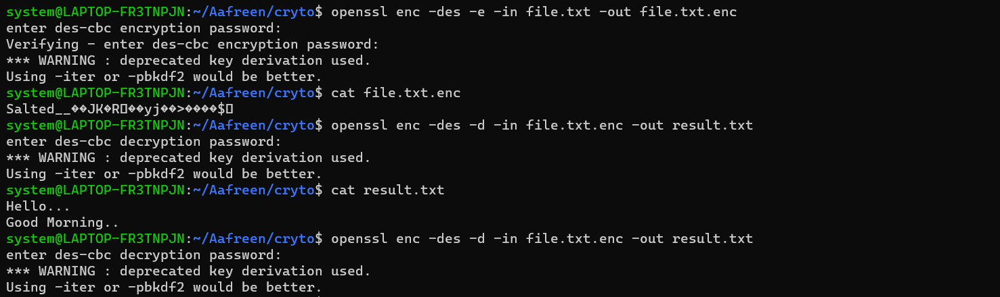 system@LAPTOP-FR3TNPJN:~/Aafreen/cryto$ openssl enc -des -e -in file.txt -out file.txt.enc
enter des-cbc encryption password:
Verifying - enter des-cbc encryption password:
*** WARNING : deprecated key derivation used.
Using -iter or -pbkdf2 would be better.
system@LAPTOP-FR3TNPJN:~/Aafreen/cryto$ cat file.txt.enc
Salted__��JK�R▯��yj��>����$▯
system@LAPTOP-FR3TNPJN:~/Aafreen/cryto$ openssl enc -des -d -in file.txt.enc -out result.txt
enter des-cbc decryption password:
*** WARNING : deprecated key derivation used.
Using -iter or -pbkdf2 would be better.
system@LAPTOP-FR3TNPJN:~/Aafreen/cryto$ cat result.txt
Hello...
Good Morning..
system@LAPTOP-FR3TNPJN:~/Aafreen/cryto$ openssl enc -des -d -in file.txt.enc -out result.txt
enter des-cbc decryption password:
*** WARNING : deprecated key derivation used.
Using -iter or -pbkdf2 would be better.